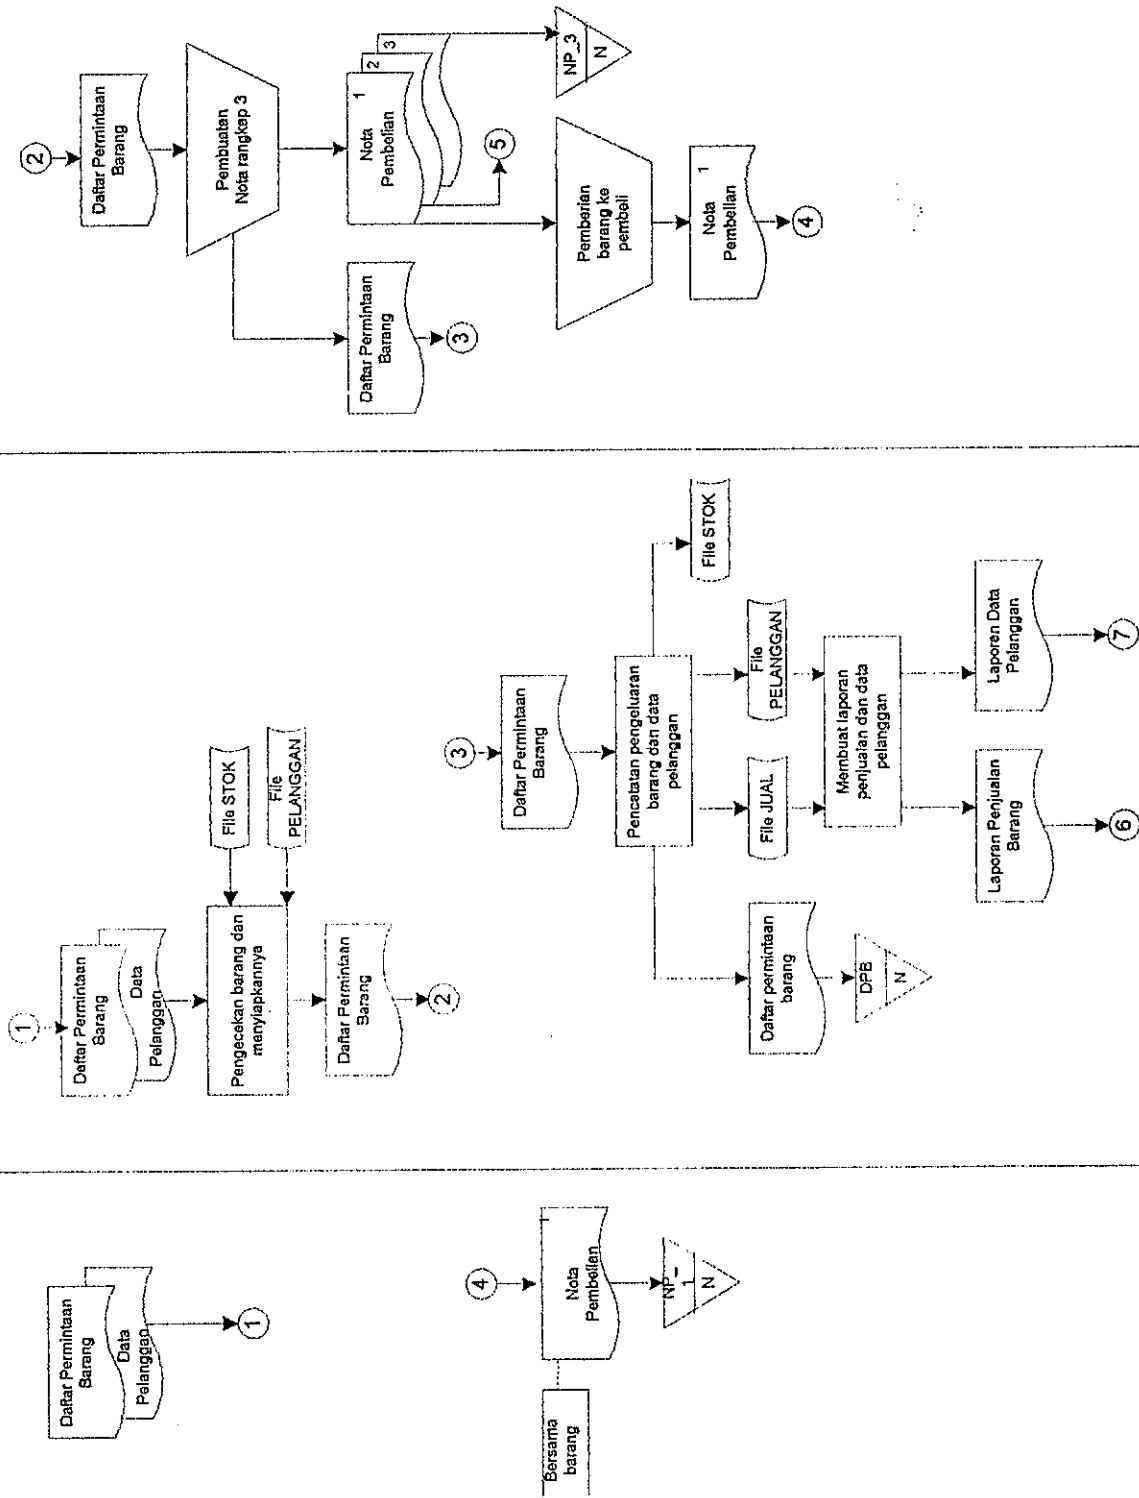 Daftar Permintaan
Barang
Data
Pelanggan
1
4
1
Nota
Pembelian
Bersama
barang
NP_
1
N
1
Daftar Permintaan
Barang
Data
Pelanggan
File STOK
File
PELANGGAN
Pengecekan barang dan
menyiapkannya
Daftar Permintaan
Barang
2
3
Daftar Permintaan
Barang
Pencatatan pengeluaran
barang dan data
pelanggan
Daftar permintaan
barang
File JUAL
File
PELANGGAN
File STOK
DPB
N
Membuat laporan
penjualan dan data
pelanggan
Laporan Penjualan
Barang
Laporan Data
Pelanggan
6
7
2
Daftar Permintaan
Barang
Pembuatan
Nota rangkap 3
Daftar Permintaan
Barang
3
Nota
Pembelian
1
2
3
5
NP_3
N
Pemberian
barang ke
pembeli
Nota
Pembelian
1
4